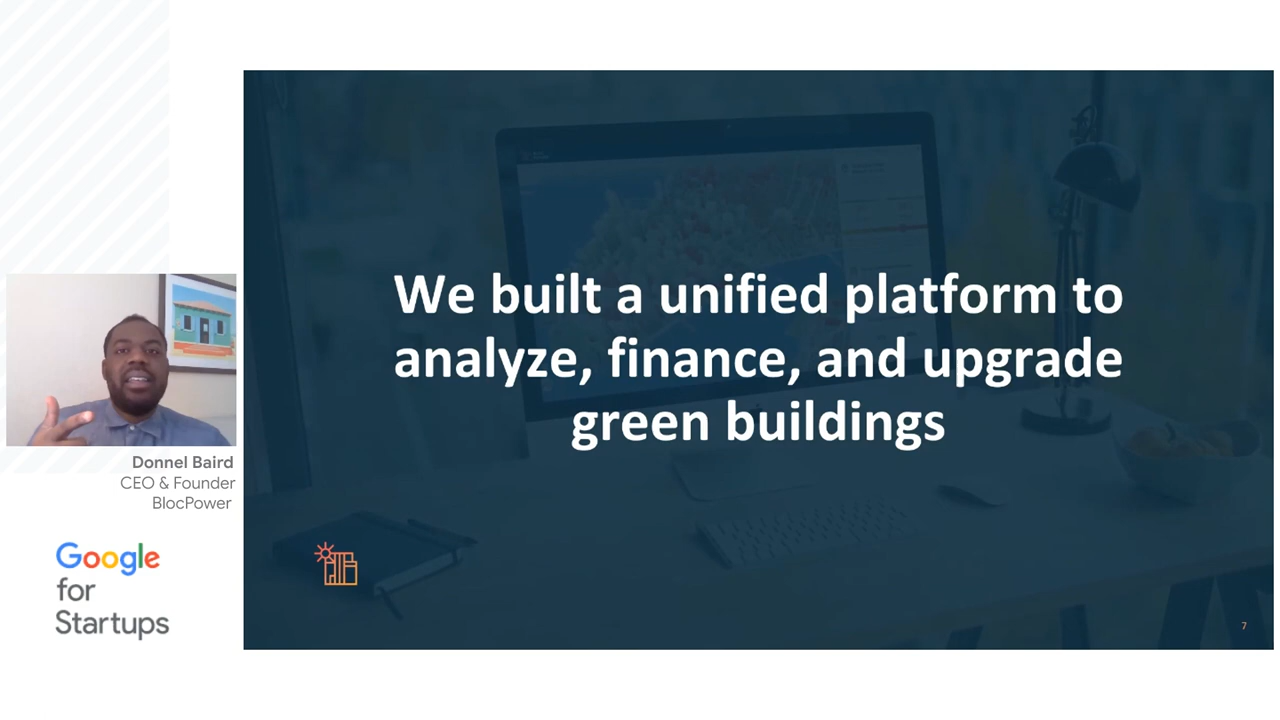 We built a unified platform to
analyze, finance, and upgrade
green buildings
Donnel Baird
CEO & Founder
BlocPower
Google
for
Startups
7